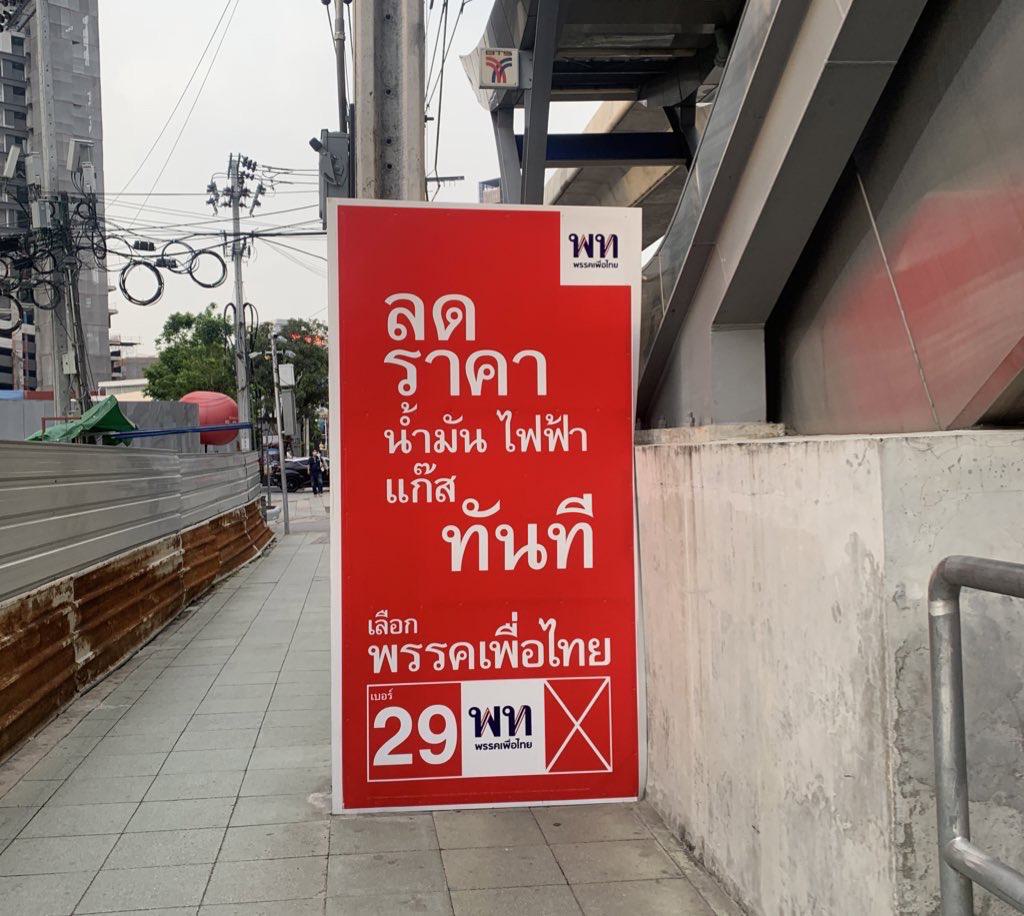 BTS
พท
พรรคเพื่อไทย
ลด
ราคา
น้ำมัน ไฟฟ้า
แก๊ส
ทันที
เลือก
พรรคเพื่อไทย
เบอร์
29 พท
พรรคเพื่อไทย